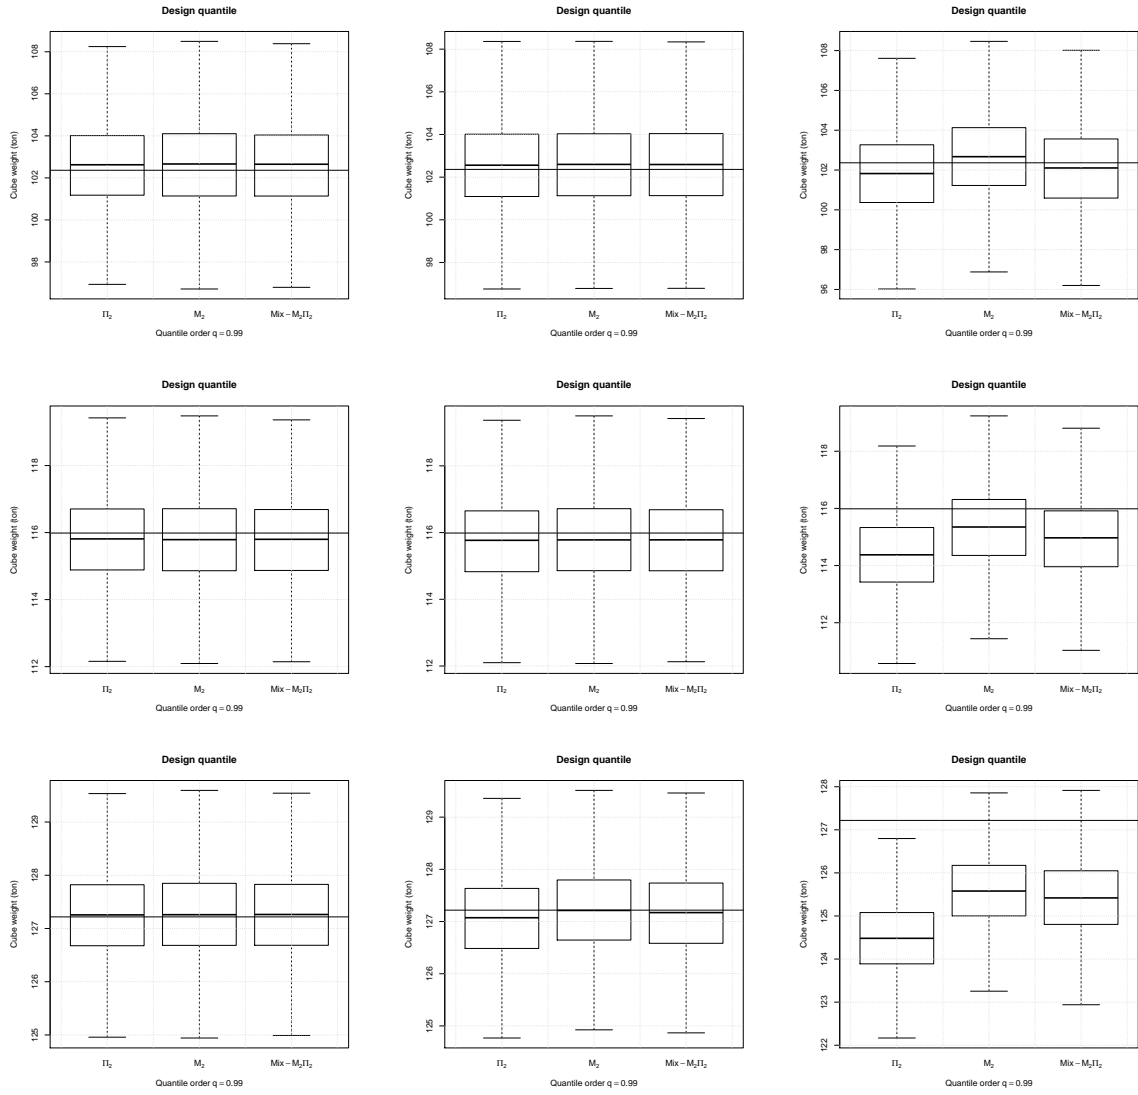 Design quantile
Cube weight (ton)
98 100 102 104 106 108
Π₂ M₂ Mix − M₂Π₂
Quantile order q = 0.99
Design quantile
Cube weight (ton)
98 100 102 104 106 108
Π₂ M₂ Mix − M₂Π₂
Quantile order q = 0.99
Design quantile
Cube weight (ton)
96 98 100 102 104 106 108
Π₂ M₂ Mix − M₂Π₂
Quantile order q = 0.99
Design quantile
Cube weight (ton)
112 114 116 118
Π₂ M₂ Mix − M₂Π₂
Quantile order q = 0.99
Design quantile
Cube weight (ton)
112 114 116 118
Π₂ M₂ Mix − M₂Π₂
Quantile order q = 0.99
Design quantile
Cube weight (ton)
112 114 116 118
Π₂ M₂ Mix − M₂Π₂
Quantile order q = 0.99
Design quantile
Cube weight (ton)
125 126 127 128 129
Π₂ M₂ Mix − M₂Π₂
Quantile order q = 0.99
Design quantile
Cube weight (ton)
125 126 127 128 129
Π₂ M₂ Mix − M₂Π₂
Quantile order q = 0.99
Design quantile
Cube weight (ton)
122 123 124 125 126 127 128
Π₂ M₂ Mix − M₂Π₂
Quantile order q = 0.99